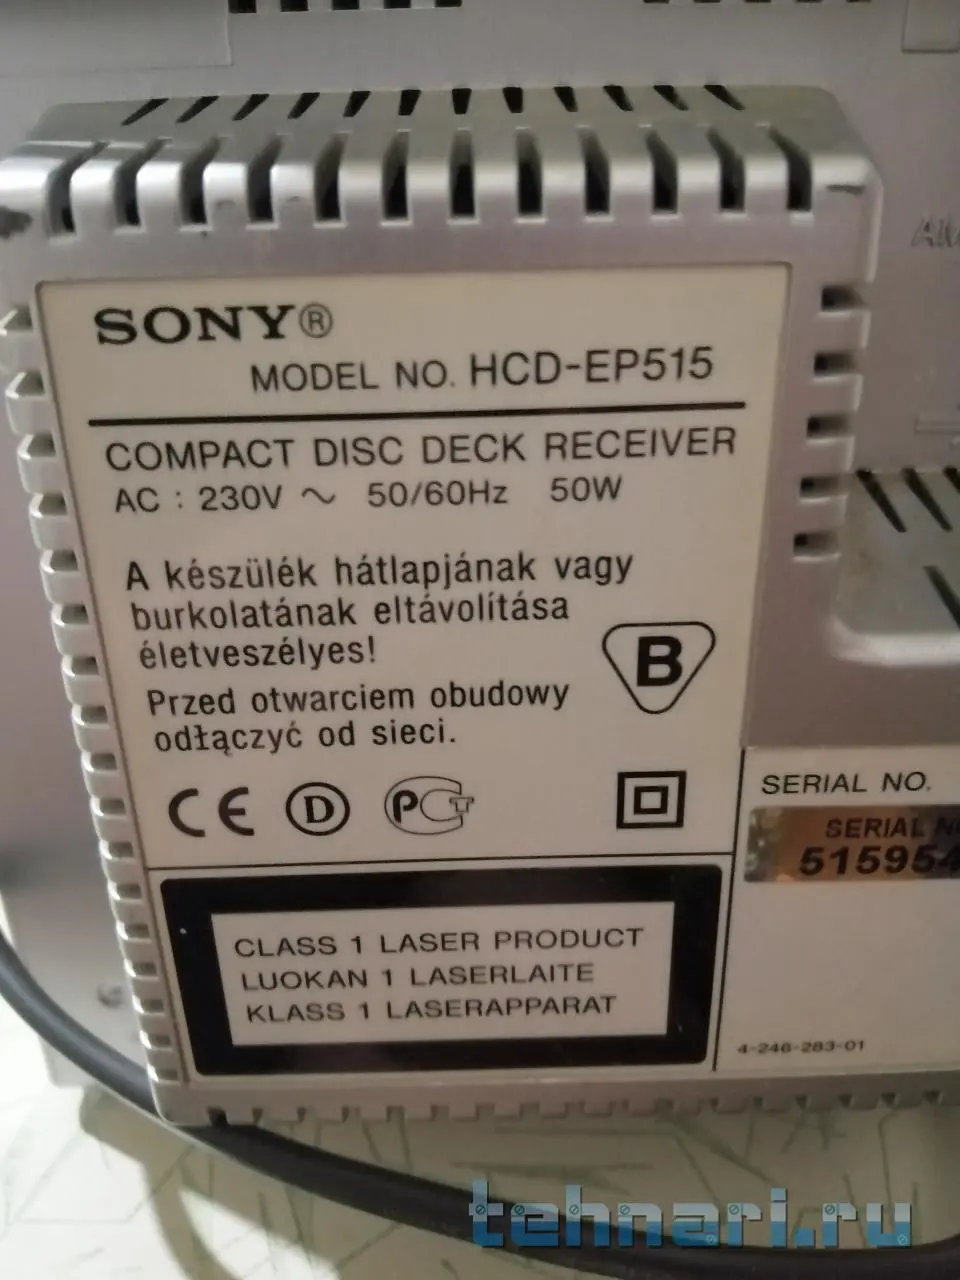 SONY®
MODEL NO. HCD-EP515
COMPACT DISC DECK RECEIVER
AC : 230V ~ 50/60Hz 50W
A készülék hátlapjának vagy
burkolatának eltávolítása
életveszélyes!
B
Przed otwarciem obudowy
odłączyć od sieci.
CE D PCT
SERIAL NO.
SERIAL
CLASS 1 LASER PRODUCT
LUOKAN 1 LASERLAITE
KLASS 1 LASERAPPARAT
4-248-283-01
tehnari.ru